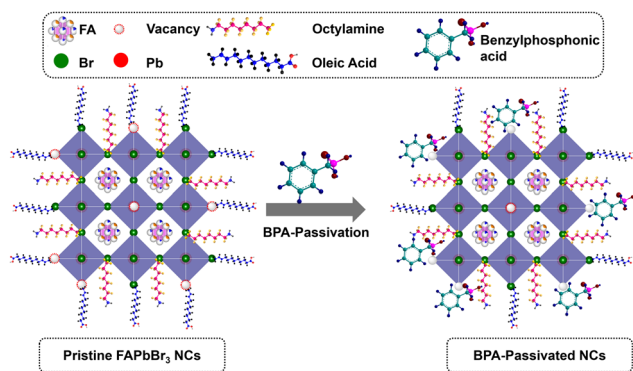 FA
Vacancy
Octylamine
Benzylphosphonic
acid
Br
Pb
Oleic Acid
BPA-Passivation
Pristine FAPbBr₃ NCs
BPA-Passivated NCs